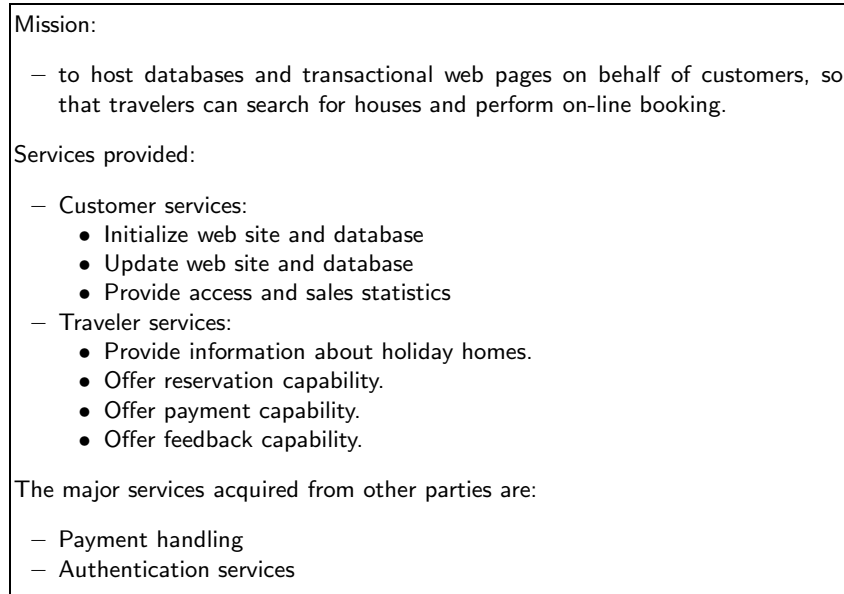 Mission:
– to host databases and transactional web pages on behalf of customers, so
that travelers can search for houses and perform on-line booking.
Services provided:
– Customer services:
• Initialize web site and database
• Update web site and database
• Provide access and sales statistics
– Traveler services:
• Provide information about holiday homes.
• Offer reservation capability.
• Offer payment capability.
• Offer feedback capability.
The major services acquired from other parties are:
– Payment handling
– Authentication services